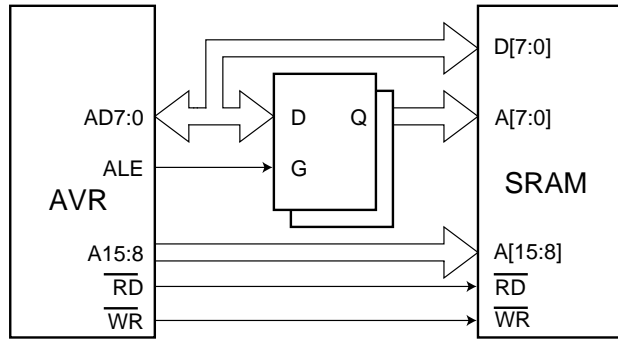 D[7:0]
AD7:0
D
Q
A[7:0]
ALE
G
AVR
SRAM
A15:8
A[15:8]
RD
RD
WR
WR